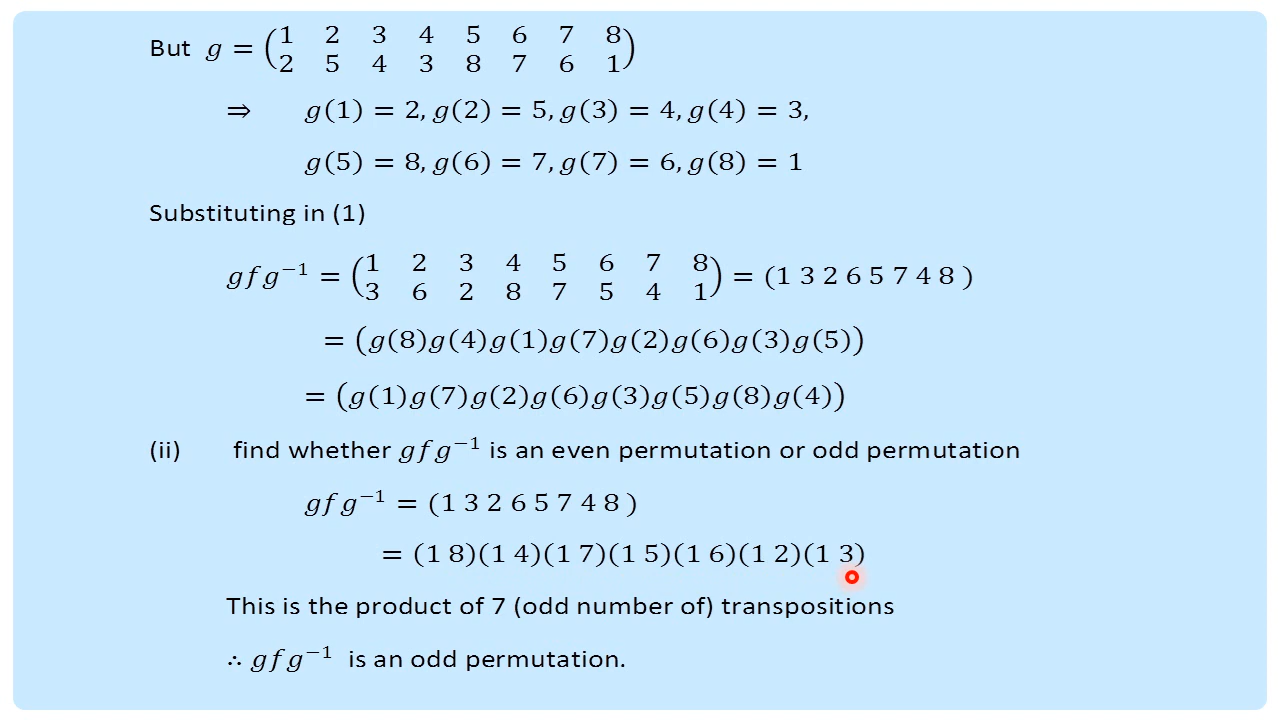 But g = (1 2 3 4 5 6 7 8
2 5 4 3 8 7 6 1)
⇒ g(1) = 2, g(2) = 5, g(3) = 4, g(4) = 3,
g(5) = 8, g(6) = 7, g(7) = 6, g(8) = 1
Substituting in (1)
gfg⁻¹ = (1 2 3 4 5 6 7 8
3 6 2 8 7 5 4 1) = (1 3 2 6 5 7 4 8 )
= (g(8)g(4)g(1)g(7)g(2)g(6)g(3)g(5))
= (g(1)g(7)g(2)g(6)g(3)g(5)g(8)g(4))
(ii) find whether gfg⁻¹ is an even permutation or odd permutation
gfg⁻¹ = (1 3 2 6 5 7 4 8 )
= (1 8)(1 4)(1 7)(1 5)(1 6)(1 2)(1 3)
This is the product of 7 (odd number of) transpositions
∴ gfg⁻¹ is an odd permutation.